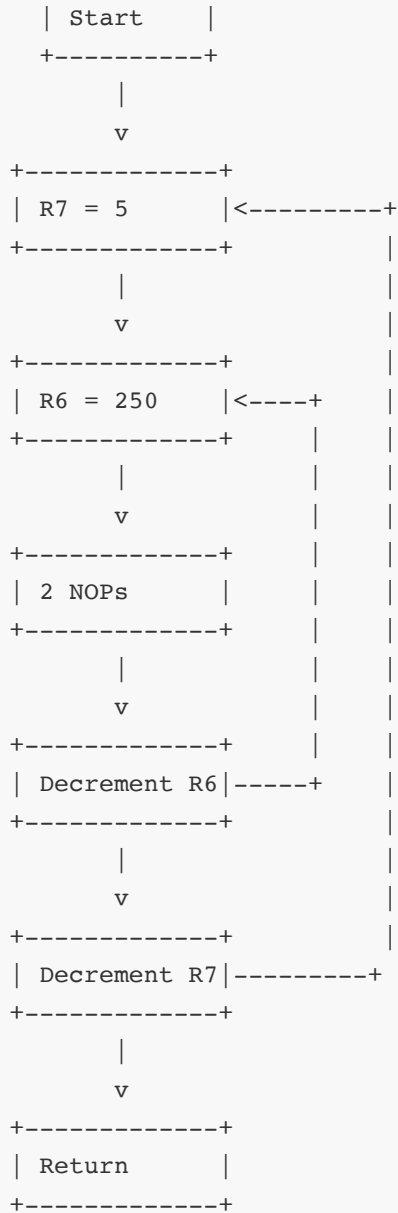 | Start    |
+----------+
|
v
+-------------+
| R7 = 5      |<---------+
+-------------+          |
|                |
v                |
+-------------+          |
| R6 = 250    |<----+    |
+-------------+     |    |
|           |    |
v           |    |
+-------------+     |    |
| 2 NOPs      |     |    |
+-------------+     |    |
|           |    |
v           |    |
+-------------+     |    |
| Decrement R6|-----+    |
+-------------+          |
|                |
v                |
+-------------+          |
| Decrement R7|---------+
+-------------+
|
v
+-------------+
| Return      |
+-------------+